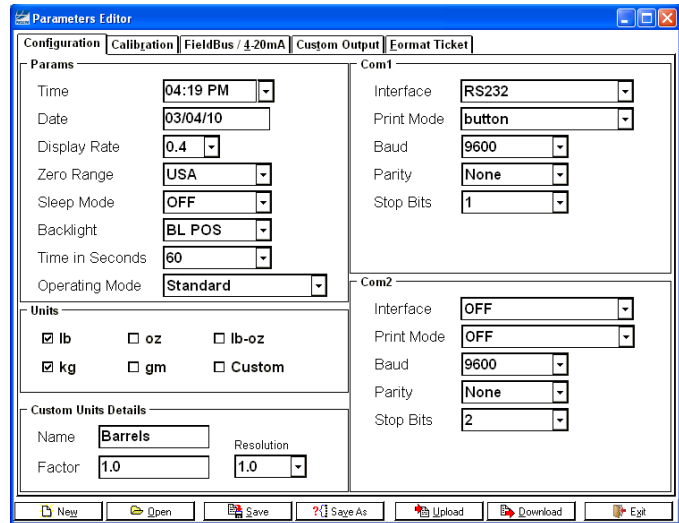 Parameters Editor
Configuration Calibration FieldBus / 4-20mA Custom Output Format Ticket
Params
Time 04:19 PM
Date 03/04/10
Display Rate 0.4
Zero Range USA
Sleep Mode OFF
Backlight BL POS
Time in Seconds 60
Operating Mode Standard
Units
lb oz lb-oz
kg gm Custom
Custom Units Details
Name Barrels
Resolution
Factor 1.0 1.0
Com1
Interface RS232
Print Mode button
Baud 9600
Parity None
Stop Bits 1
Com2
Interface OFF
Print Mode OFF
Baud 9600
Parity None
Stop Bits 2
New Open Save Save As Upload Download Exit